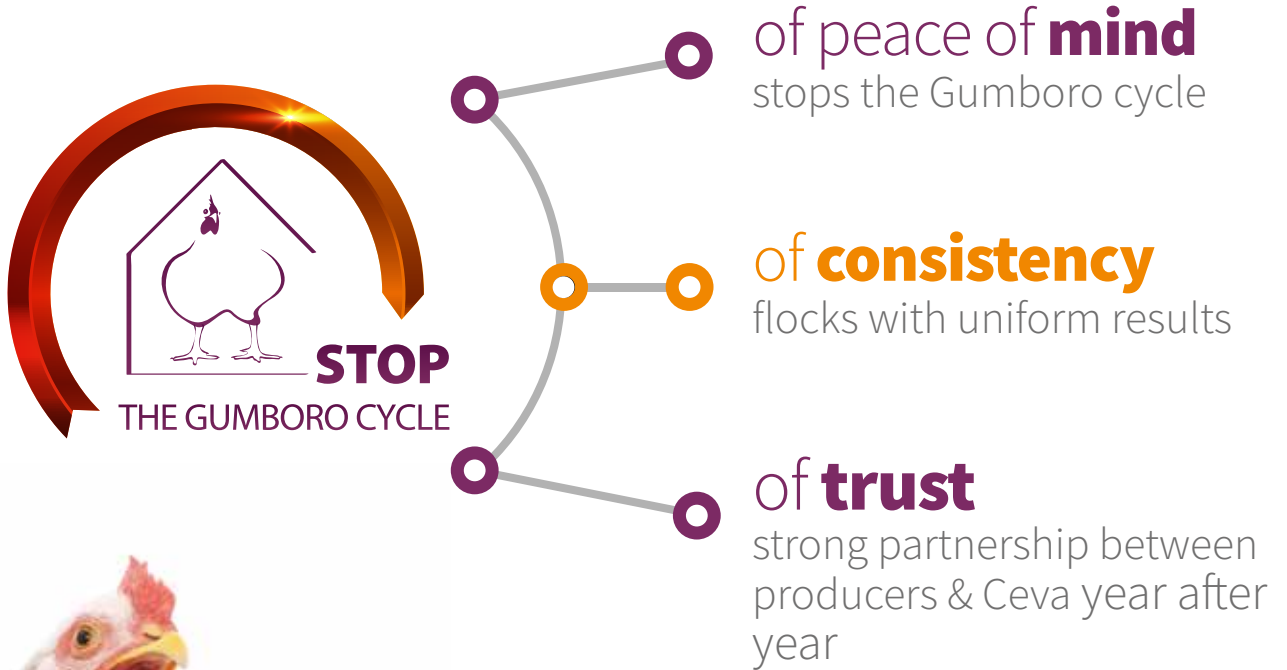 of peace of mind
stops the Gumboro cycle
of consistency
flocks with uniform results
STOP
THE GUMBORO CYCLE
of trust
strong partnership between
producers & Ceva year after
year